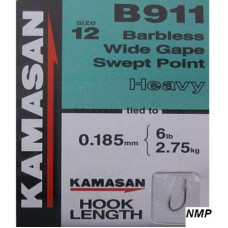 KAMASAN
size 12
B911
Barbless
Wide Gape
Swept Point
Heavy
tied to
0.185mm { 6lb
2.75kg
KAMASAN
HOOK
LENGTH
NMP